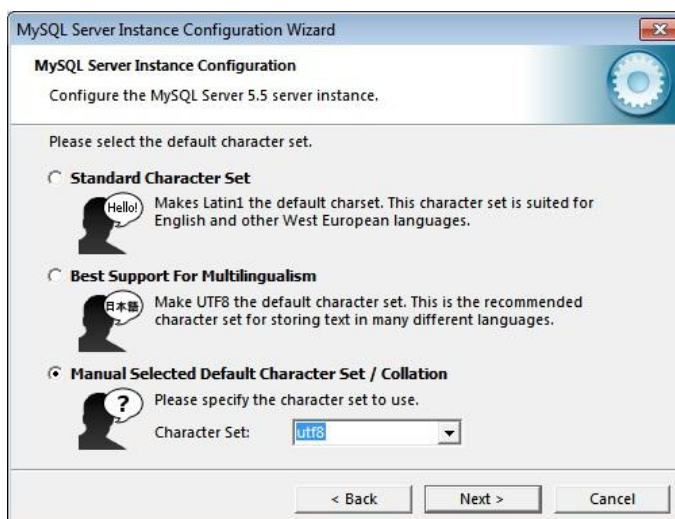 MySQL Server Instance Configuration Wizard
MySQL Server Instance Configuration
Configure the MySQL Server 5.5 server instance.
Please select the default character set.
Standard Character Set
Hello!
Makes Latin1 the default charset. This character set is suited for
English and other West European languages.
Best Support For Multilingualism
日本語
Make UTF8 the default character set. This is the recommended
character set for storing text in many different languages.
Manual Selected Default Character Set / Collation
?
Please specify the character set to use.
Character Set: utf8
< Back Next > Cancel